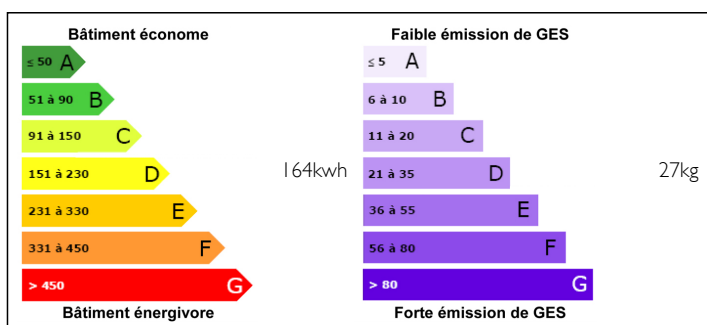 Bâtiment économe
≤ 50 A
51 à 90 B
91 à 150 C
151 à 230 D
231 à 330 E
331 à 450 F
> 450 G
Bâtiment énergivore
164kwh
Faible émission de GES
≤ 5 A
6 à 10 B
11 à 20 C
21 à 35 D
36 à 55 E
56 à 80 F
> 80 G
Forte émission de GES
27kg